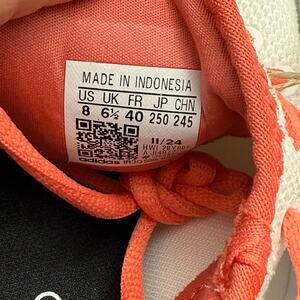 MADE IN INDONESIA
US UK FR JP CHN
8 6½ 40 250 245
11/24
adidas